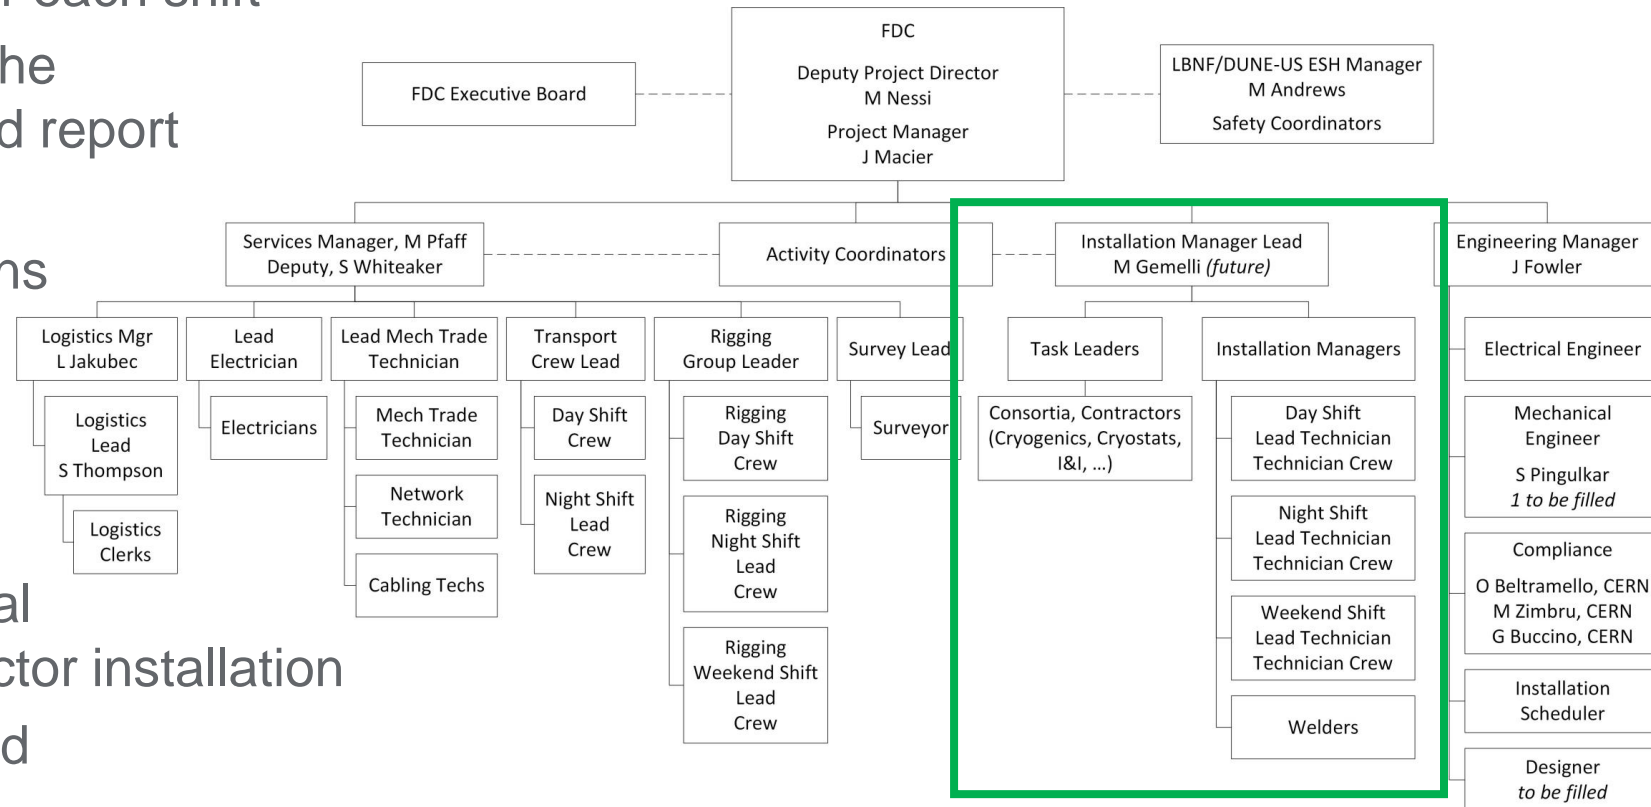 each shift
he
d report
ns
al
ctor installation
d
FDC
Deputy Project Director
M Nessi
Project Manager
J Macier
FDC Executive Board
LBNF/DUNE-US ESH Manager
M Andrews
Safety Coordinators
Services Manager, M Pfaff
Deputy, S Whiteaker
Activity Coordinators
Installation Manager Lead
M Gemelli (future)
Engineering Manager
J Fowler
Logistics Mgr
L Jakubec
Logistics
Lead
S Thompson
Logistics
Clerks
Lead
Electrician
Electricians
Lead Mech Trade
Technician
Mech Trade
Technician
Network
Technician
Cabling Techs
Transport
Crew Lead
Day Shift
Crew
Night Shift
Lead
Crew
Rigging
Group Leader
Rigging
Day Shift
Crew
Rigging
Night Shift
Lead
Crew
Rigging
Weekend Shift
Lead
Crew
Survey Lead
Surveyor
Task Leaders
Consortia, Contractors
(Cryogenics, Cryostats,
I&I, ...)
Installation Managers
Day Shift
Lead Technician
Technician Crew
Night Shift
Lead Technician
Technician Crew
Weekend Shift
Lead Technician
Technician Crew
Welders
Electrical Engineer
Mechanical
Engineer
S Pingulkar
1 to be filled
Compliance
O Beltramello, CERN
M Zimbru, CERN
G Buccino, CERN
Installation
Scheduler
Designer
to be filled